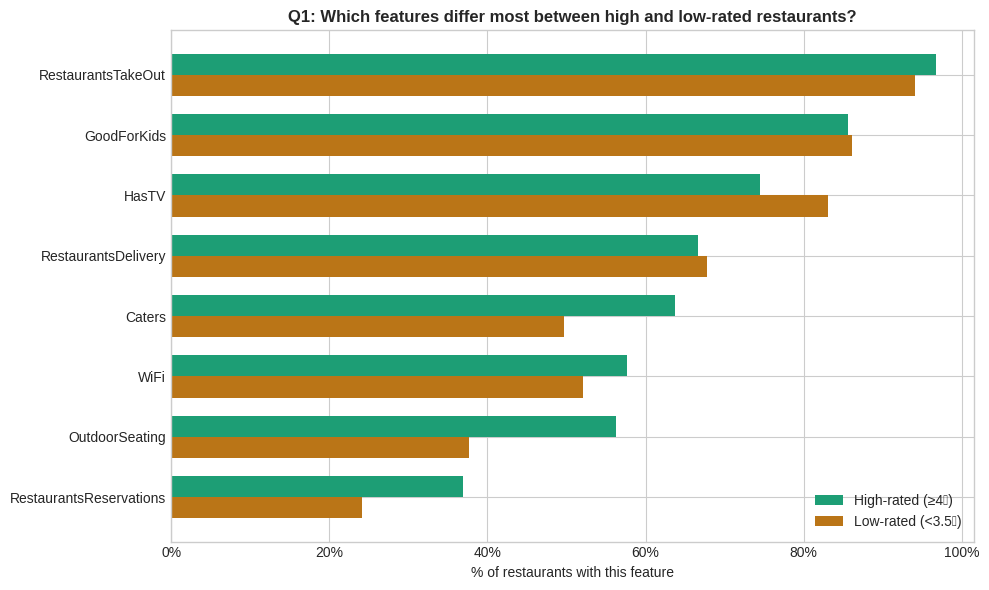 Q1: Which features differ most between high and low-rated restaurants?
RestaurantsTakeOut
GoodForKids
HasTV
RestaurantsDelivery
Caters
WiFi
OutdoorSeating
RestaurantsReservations
High-rated (≥4▯)
Low-rated (<3.5▯)
0% 20% 40% 60% 80% 100%
% of restaurants with this feature